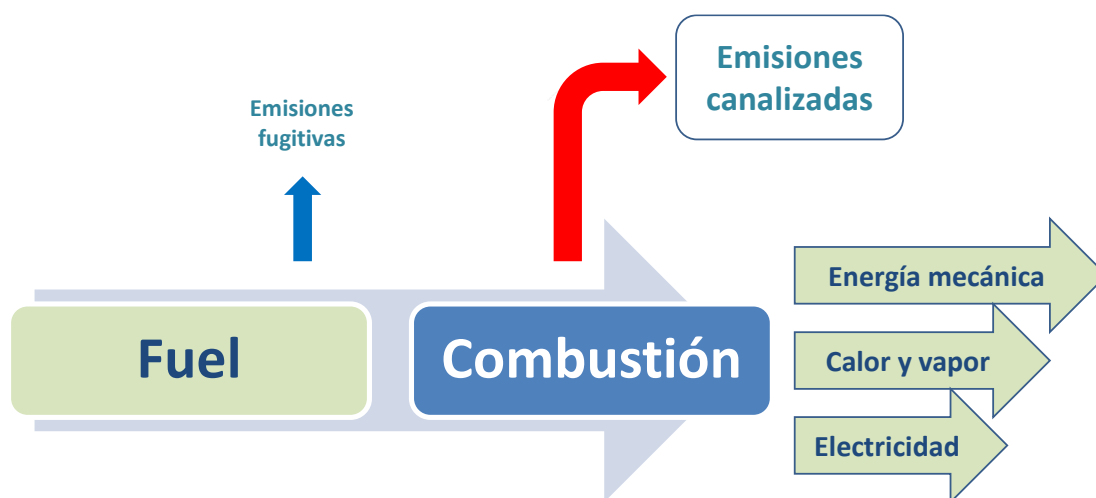 Emisiones
canalizadas
Emisiones
fugitivas
Fuel
Combustión
Energía mecánica
Calor y vapor
Electricidad